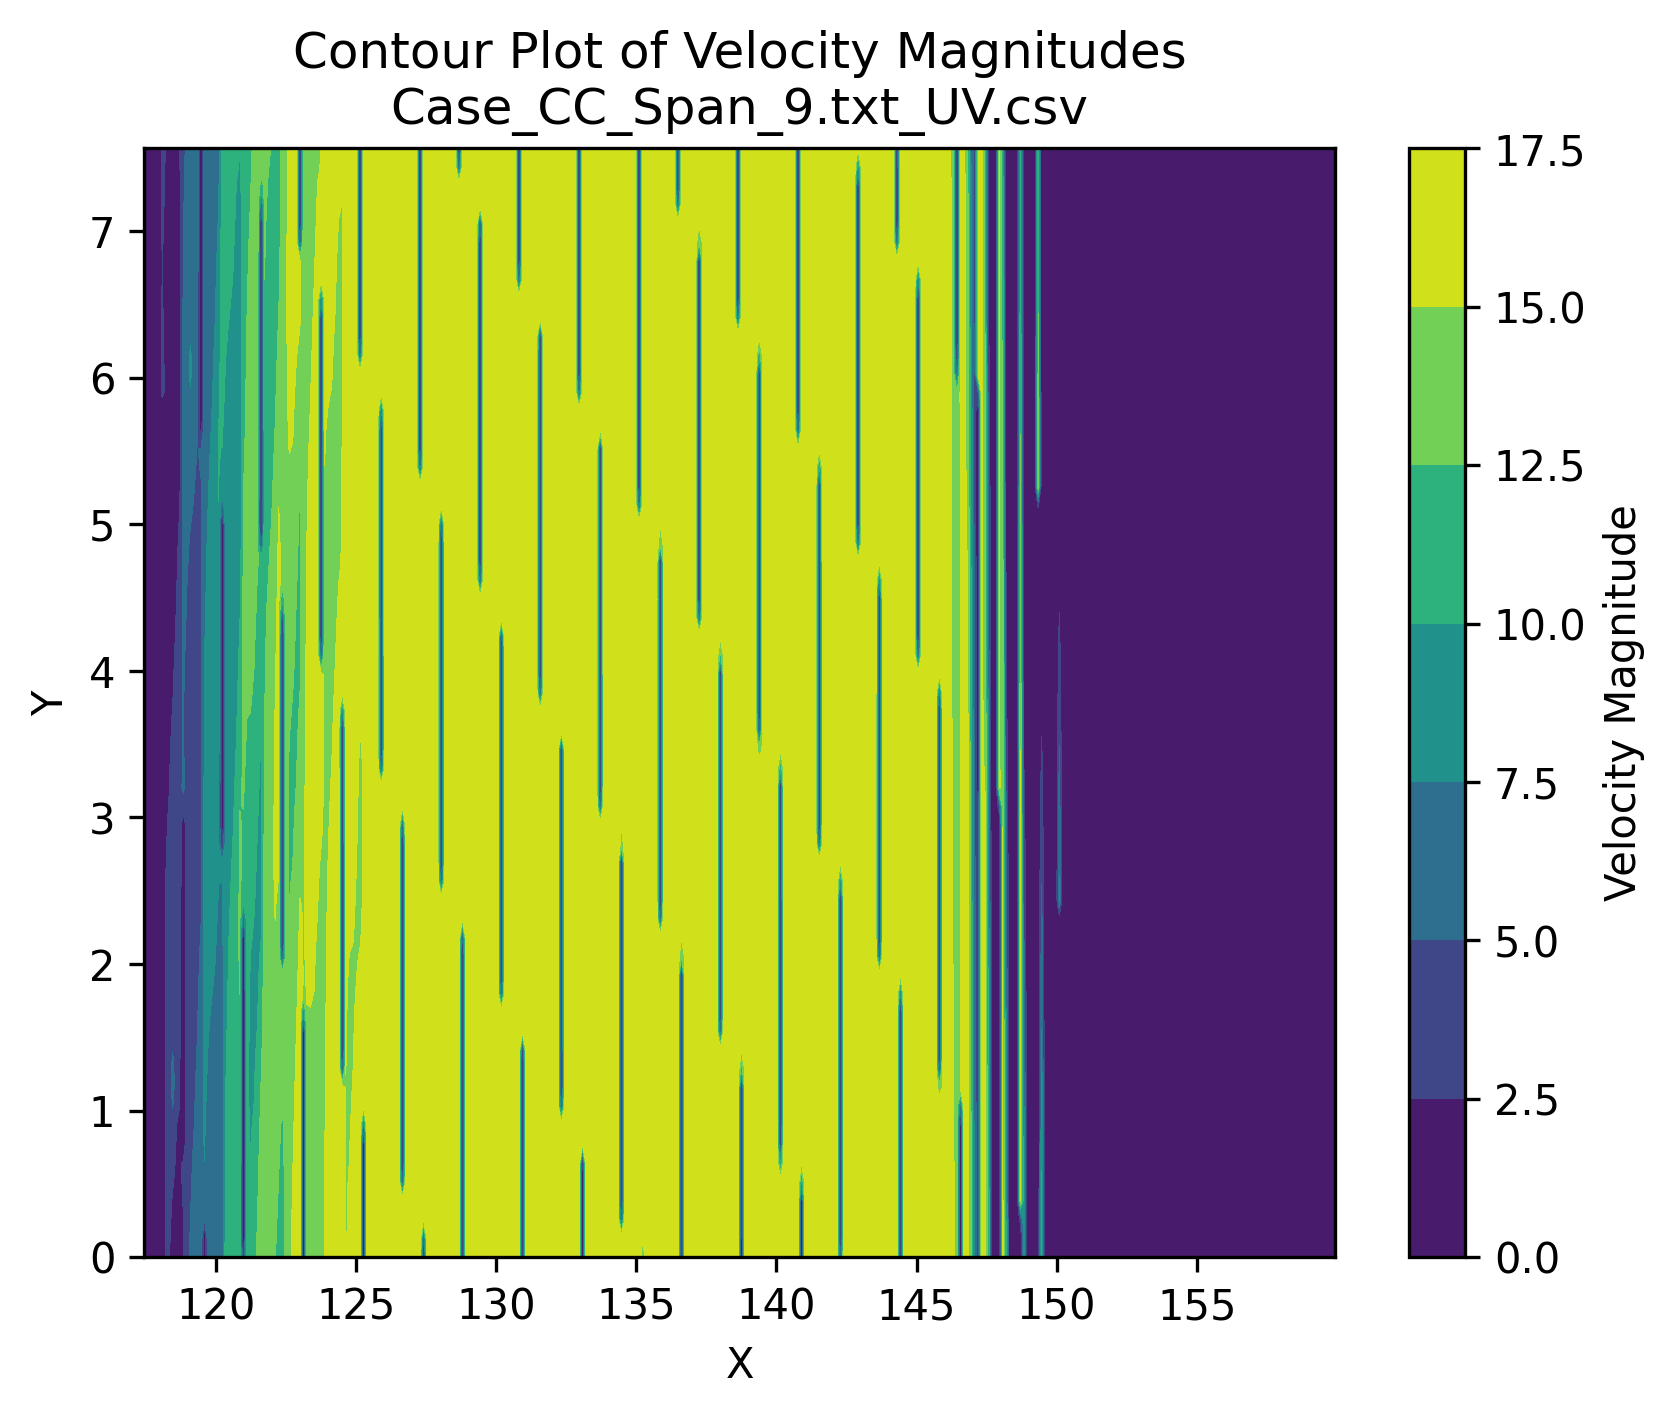 Contour Plot of Velocity Magnitudes
Case_CC_Span_9.txt_UV.csv
7
6
5
4
3
2
1
0
Y
120 125 130 135 140 145 150 155
X
17.5
15.0
12.5
10.0
7.5
5.0
2.5
0.0
Velocity Magnitude